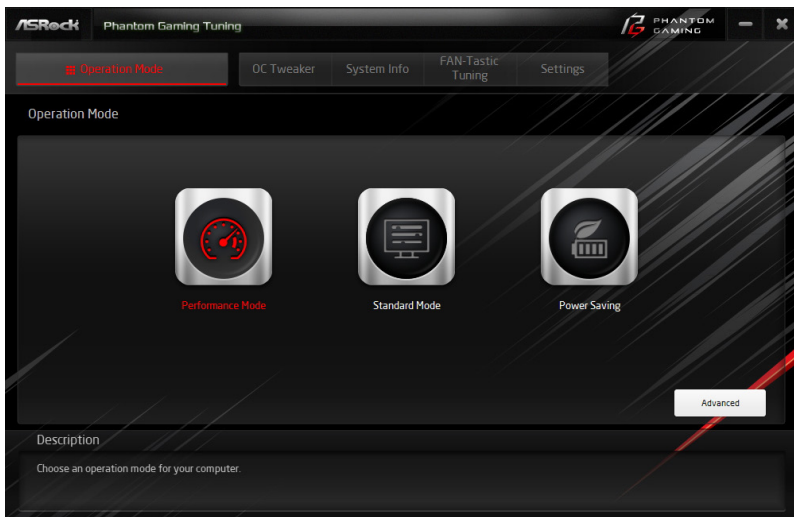 ASRock
Phantom Gaming Tuning
PHANTOM
GAMING
Operation Mode
OC Tweaker
System Info
FAN-Tastic
Tuning
Settings
Operation Mode
Performance Mode
Standard Mode
Power Saving
Advanced
Description
Choose an operation mode for your computer.